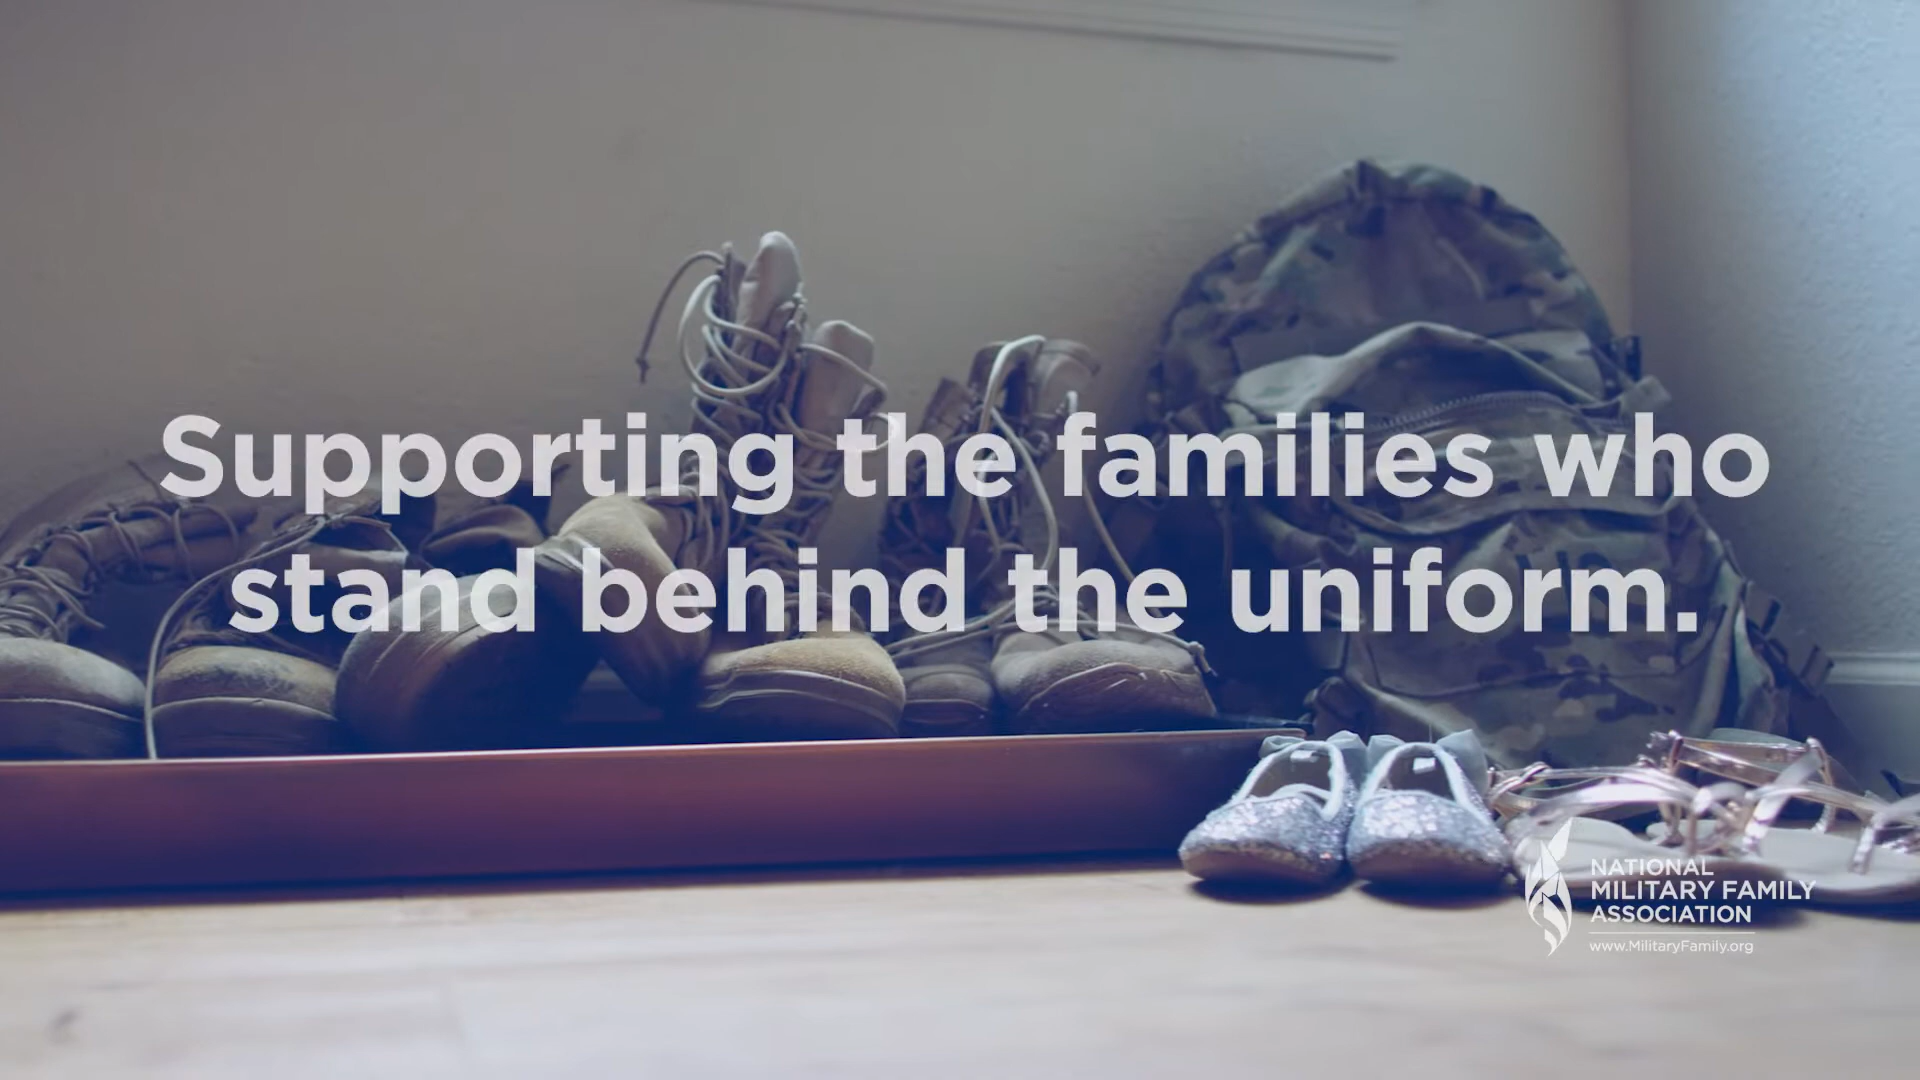 Supporting the families who
stand behind the uniform.
NATIONAL
MILITARY FAMILY
ASSOCIATION
www.MilitaryFamily.org